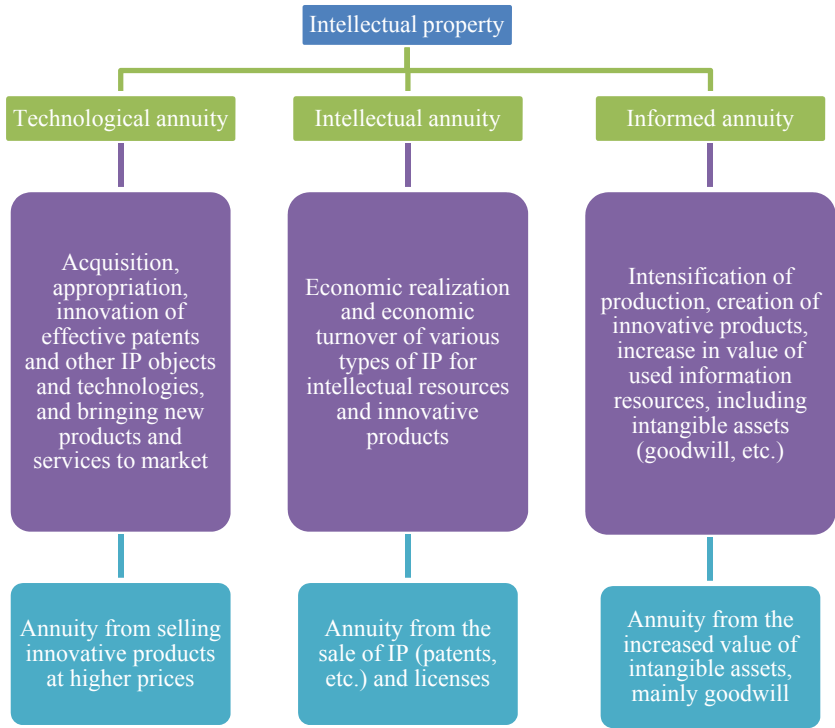 Intellectual property
Technological annuity
Intellectual annuity
Informed annuity
Acquisition,
appropriation,
innovation of
effective patents
and other IP objects
and technologies,
and bringing new
products and
services to market
Economic realization
and economic
turnover of various
types of IP for
intellectual resources
and innovative
products
Intensification of
production, creation of
innovative products,
increase in value of
used information
resources, including
intangible assets
(goodwill, etc.)
Annuity from selling
innovative products
at higher prices
Annuity from the
sale of IP (patents,
etc.) and licenses
Annuity from the
increased value of
intangible assets,
mainly goodwill